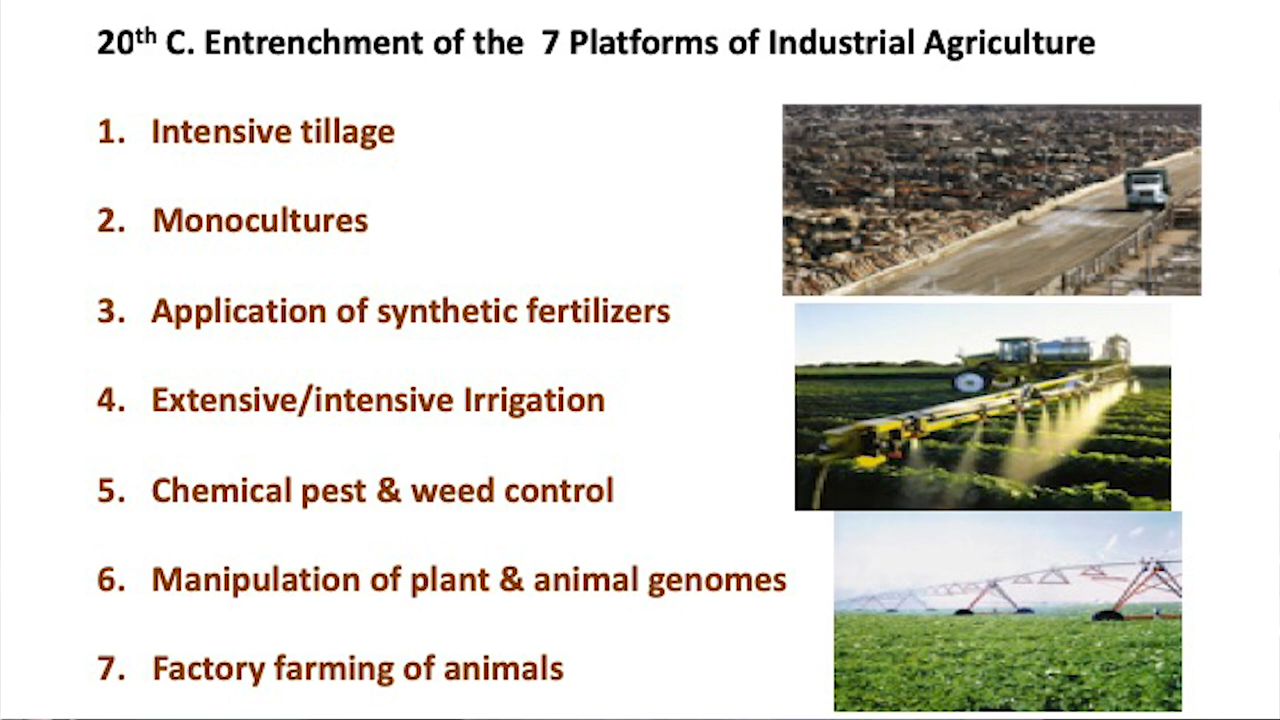 20th C. Entrenchment of the 7 Platforms of Industrial Agriculture
1. Intensive tillage
2. Monocultures
3. Application of synthetic fertilizers
4. Extensive/intensive Irrigation
5. Chemical pest & weed control
6. Manipulation of plant & animal genomes
7. Factory farming of animals